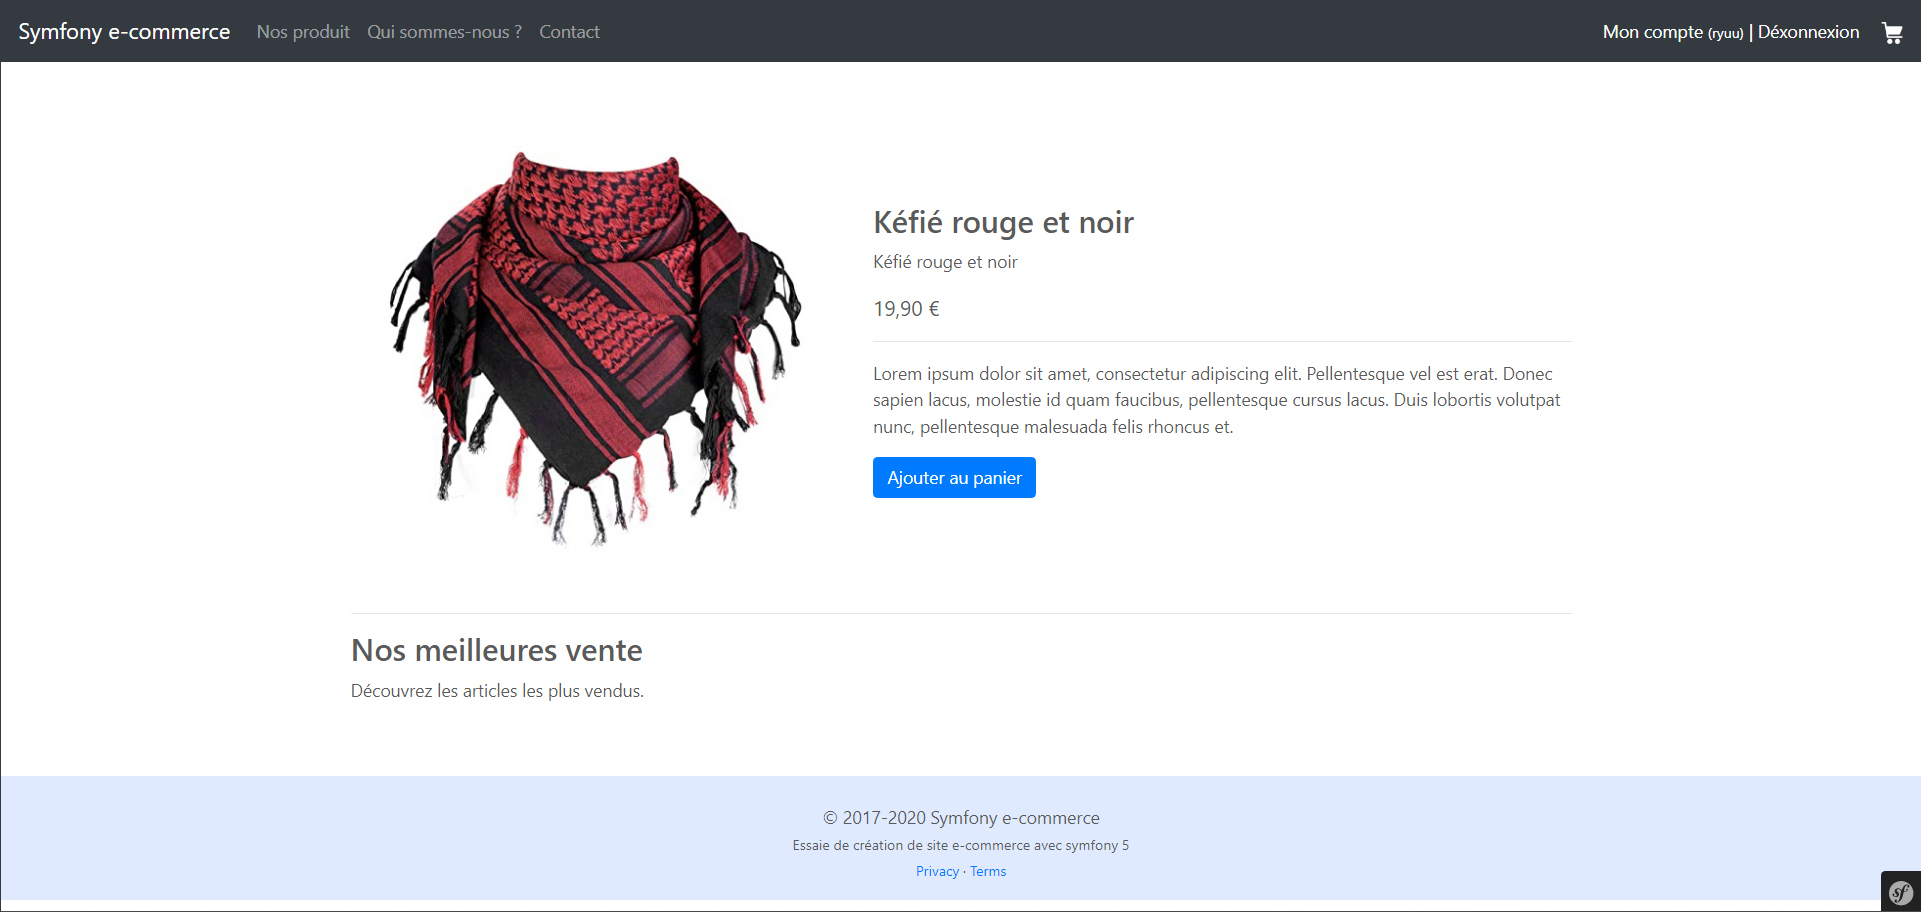 Symfony e-commerce Nos produit Qui sommes-nous ? Contact Mon compte (ryuu) | Déxonnexion
Kéfié rouge et noir
Kéfié rouge et noir
19,90 €
Lorem ipsum dolor sit amet, consectetur adipiscing elit. Pellentesque vel est erat. Donec
sapien lacus, molestie id quam faucibus, pellentesque cursus lacus. Duis lobortis volutpat
nunc, pellentesque malesuada felis rhoncus et.
Ajouter au panier
Nos meilleures vente
Découvrez les articles les plus vendus.
© 2017-2020 Symfony e-commerce
Essaie de création de site e-commerce avec symfony 5
Privacy · Terms
sf